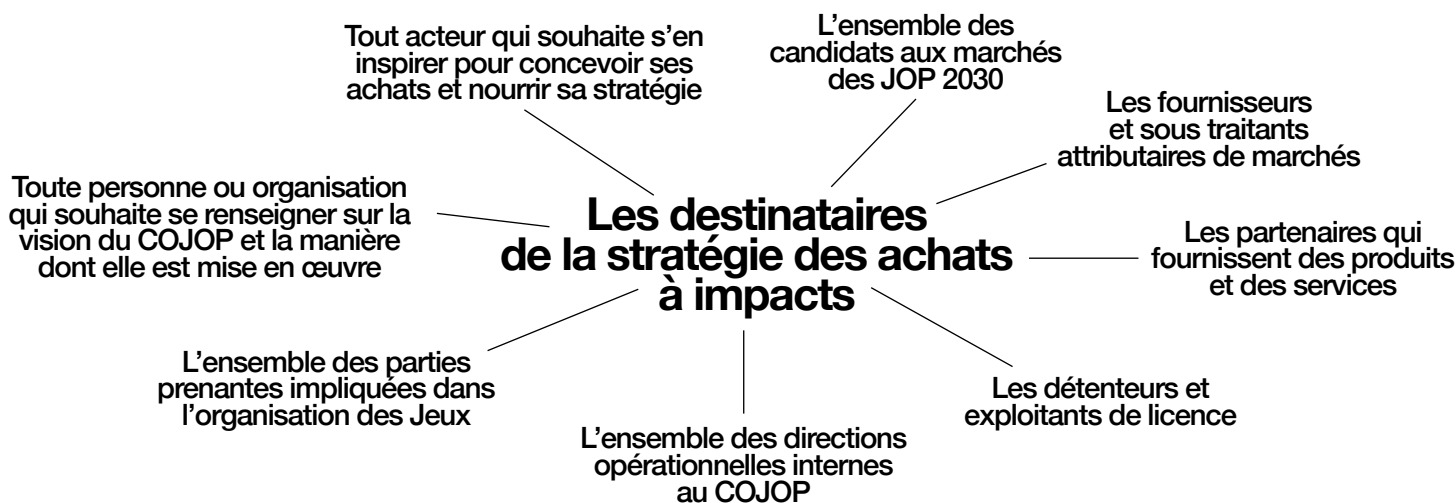 Tout acteur qui souhaite s’en
inspirer pour concevoir ses
achats et nourrir sa stratégie
L’ensemble des
candidats aux marchés
des JOP 2030
Les fournisseurs
et sous traitants
attributaires de marchés
Toute personne ou organisation
qui souhaite se renseigner sur la
vision du COJOP et la manière
dont elle est mise en œuvre
Les destinataires
de la stratégie des achats
à impacts
Les partenaires qui
fournissent des produits
et des services
L’ensemble des parties
prenantes impliquées dans
l’organisation des Jeux
Les détenteurs et
exploitants de licence
L’ensemble des directions
opérationnelles internes
au COJOP